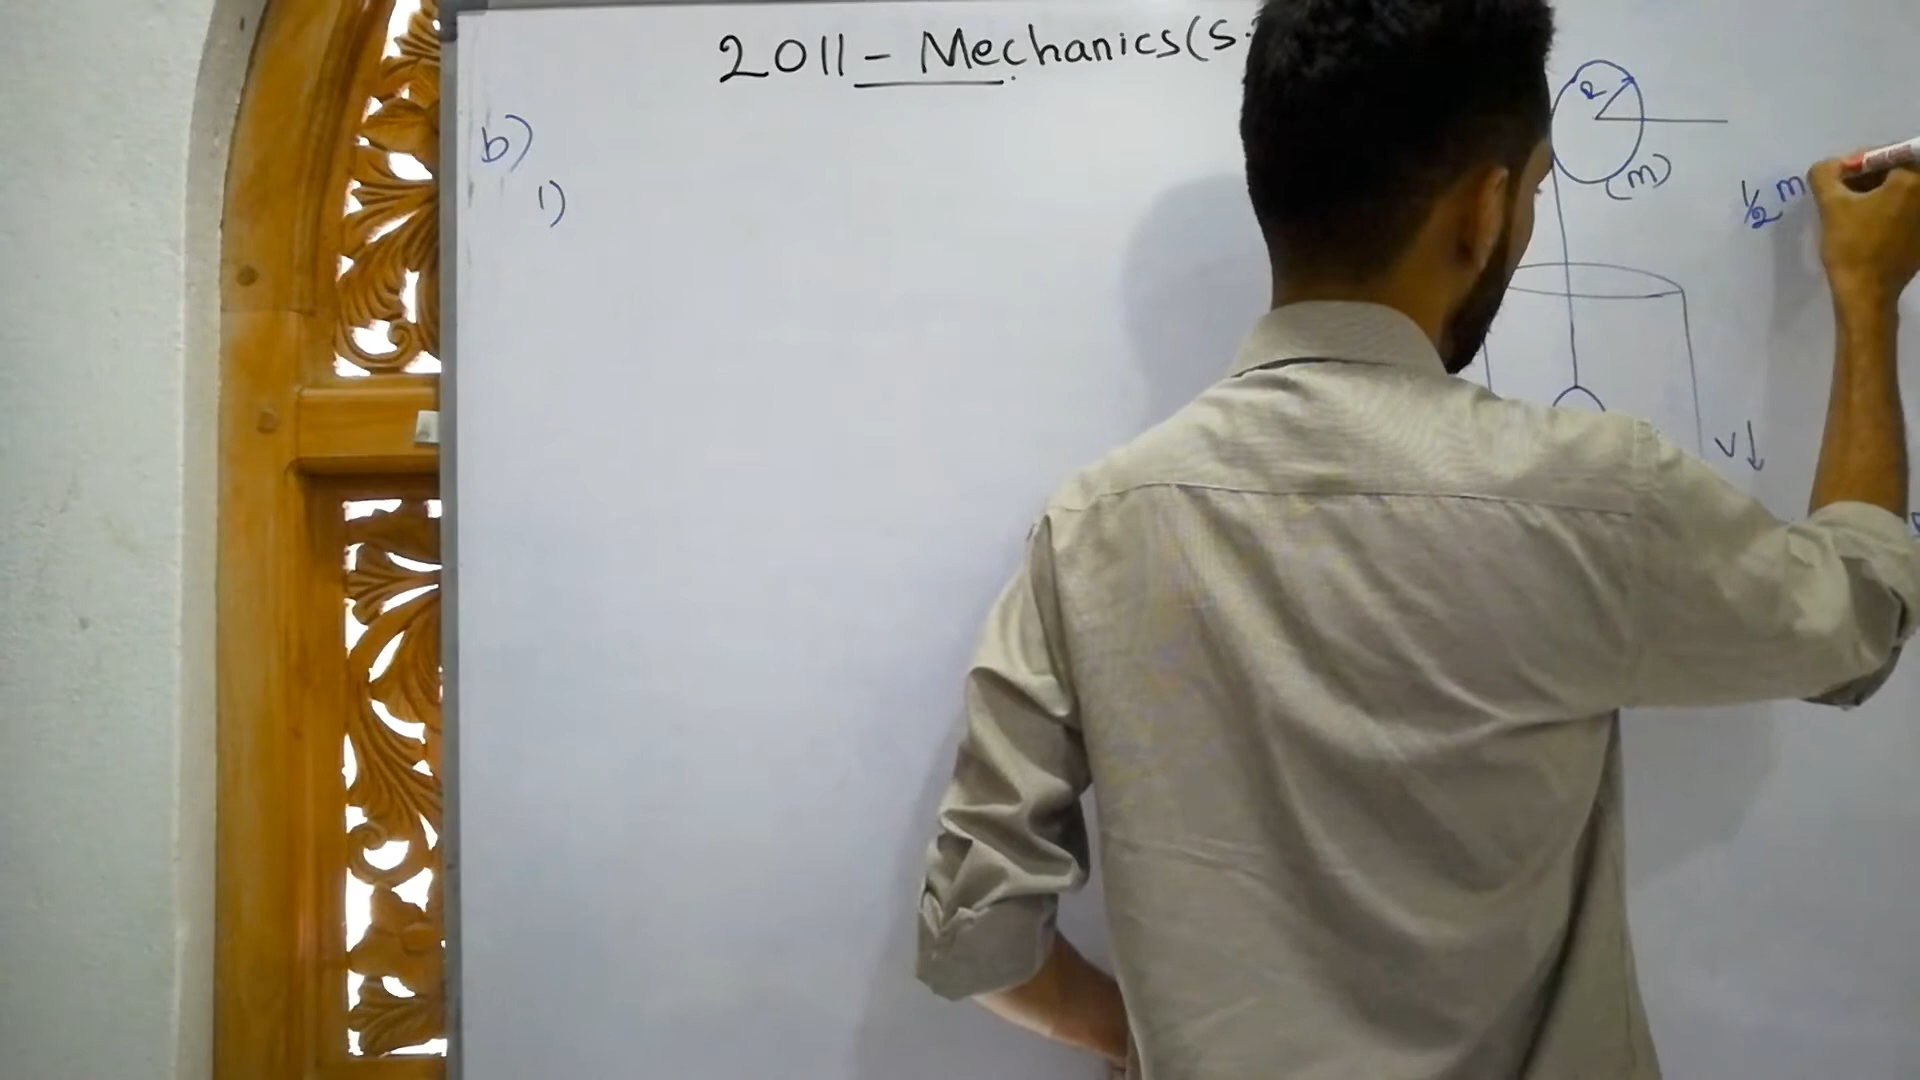 2011 - Mechanics(S.
b)
1)
R
(m)
½ m
V↓